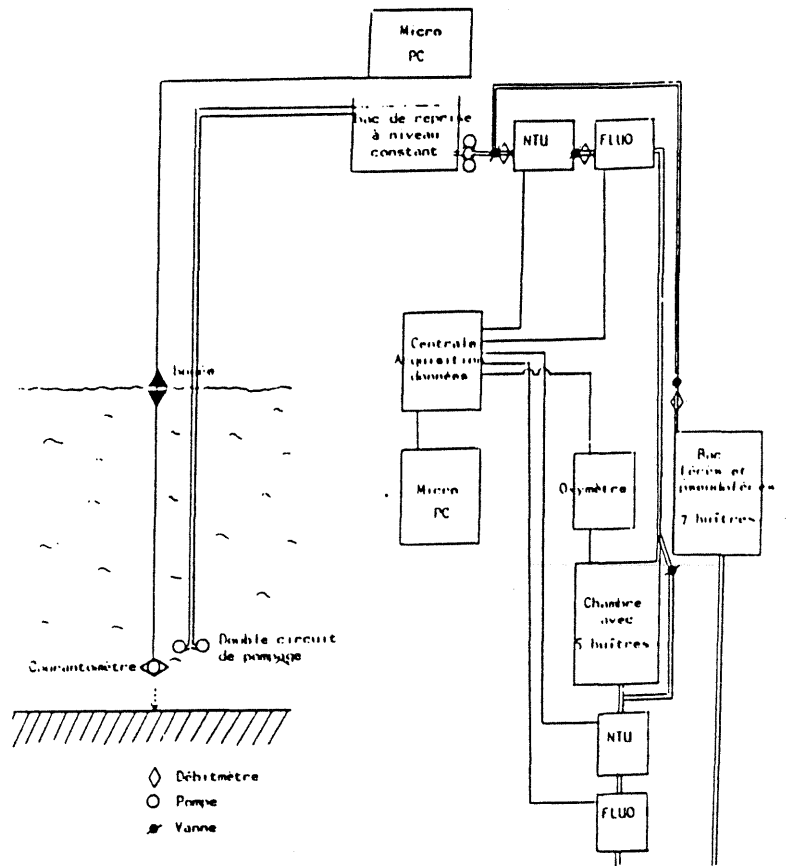 Micro
PC
bac de reprise
à niveau
constant
NTU
FLUO
bouée
Centrale
Acquisition
données
Micro
PC
Oxymètre
Bac
fèces et
pseudofèces
7 huîtres
Chambre
avec
5 huîtres
Double circuit
de pompage
Courantomètre
NTU
FLUO
Débitmètre
Pompe
Vanne